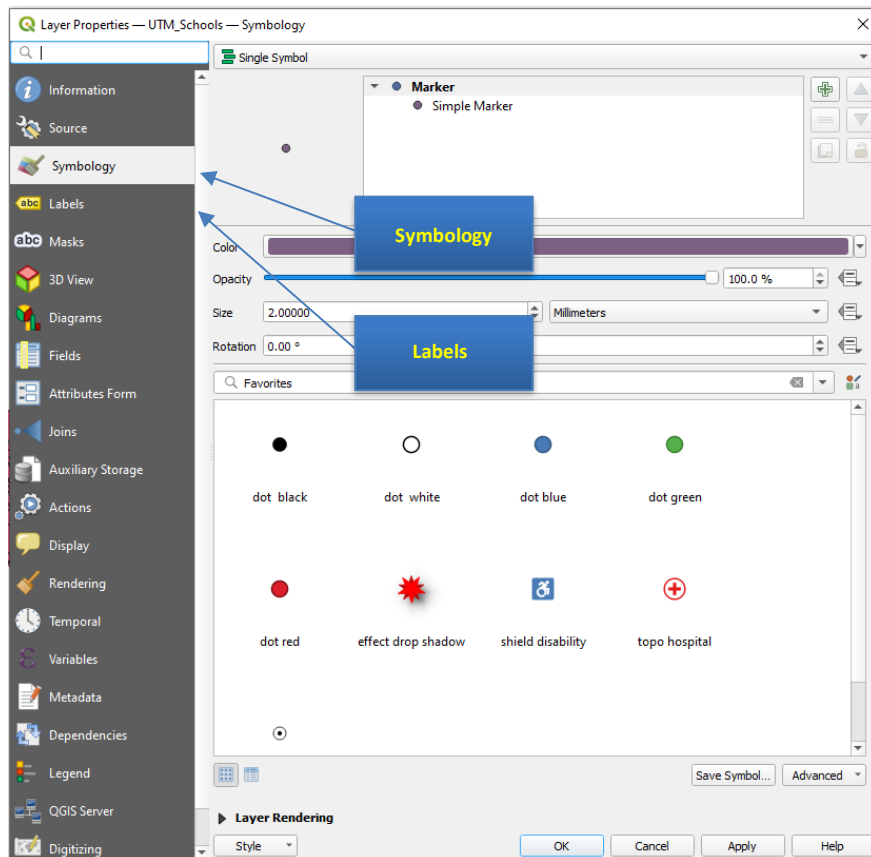 Layer Properties — UTM_Schools — Symbology
Single Symbol
Information
Source
Symbology
Labels
Masks
3D View
Diagrams
Fields
Attributes Form
Joins
Auxiliary Storage
Actions
Display
Rendering
Temporal
Variables
Metadata
Dependencies
Legend
QGIS Server
Digitizing
Marker
Simple Marker
Symbology
Color
Opacity
100.0 %
Size
2.00000
Millimeters
Labels
Rotation
0.00 °
Favorites
dot  black
dot  white
dot blue
dot green
dot red
effect drop shadow
shield disability
topo hospital
Save Symbol...
Advanced
Layer Rendering
Style
OK
Cancel
Apply
Help